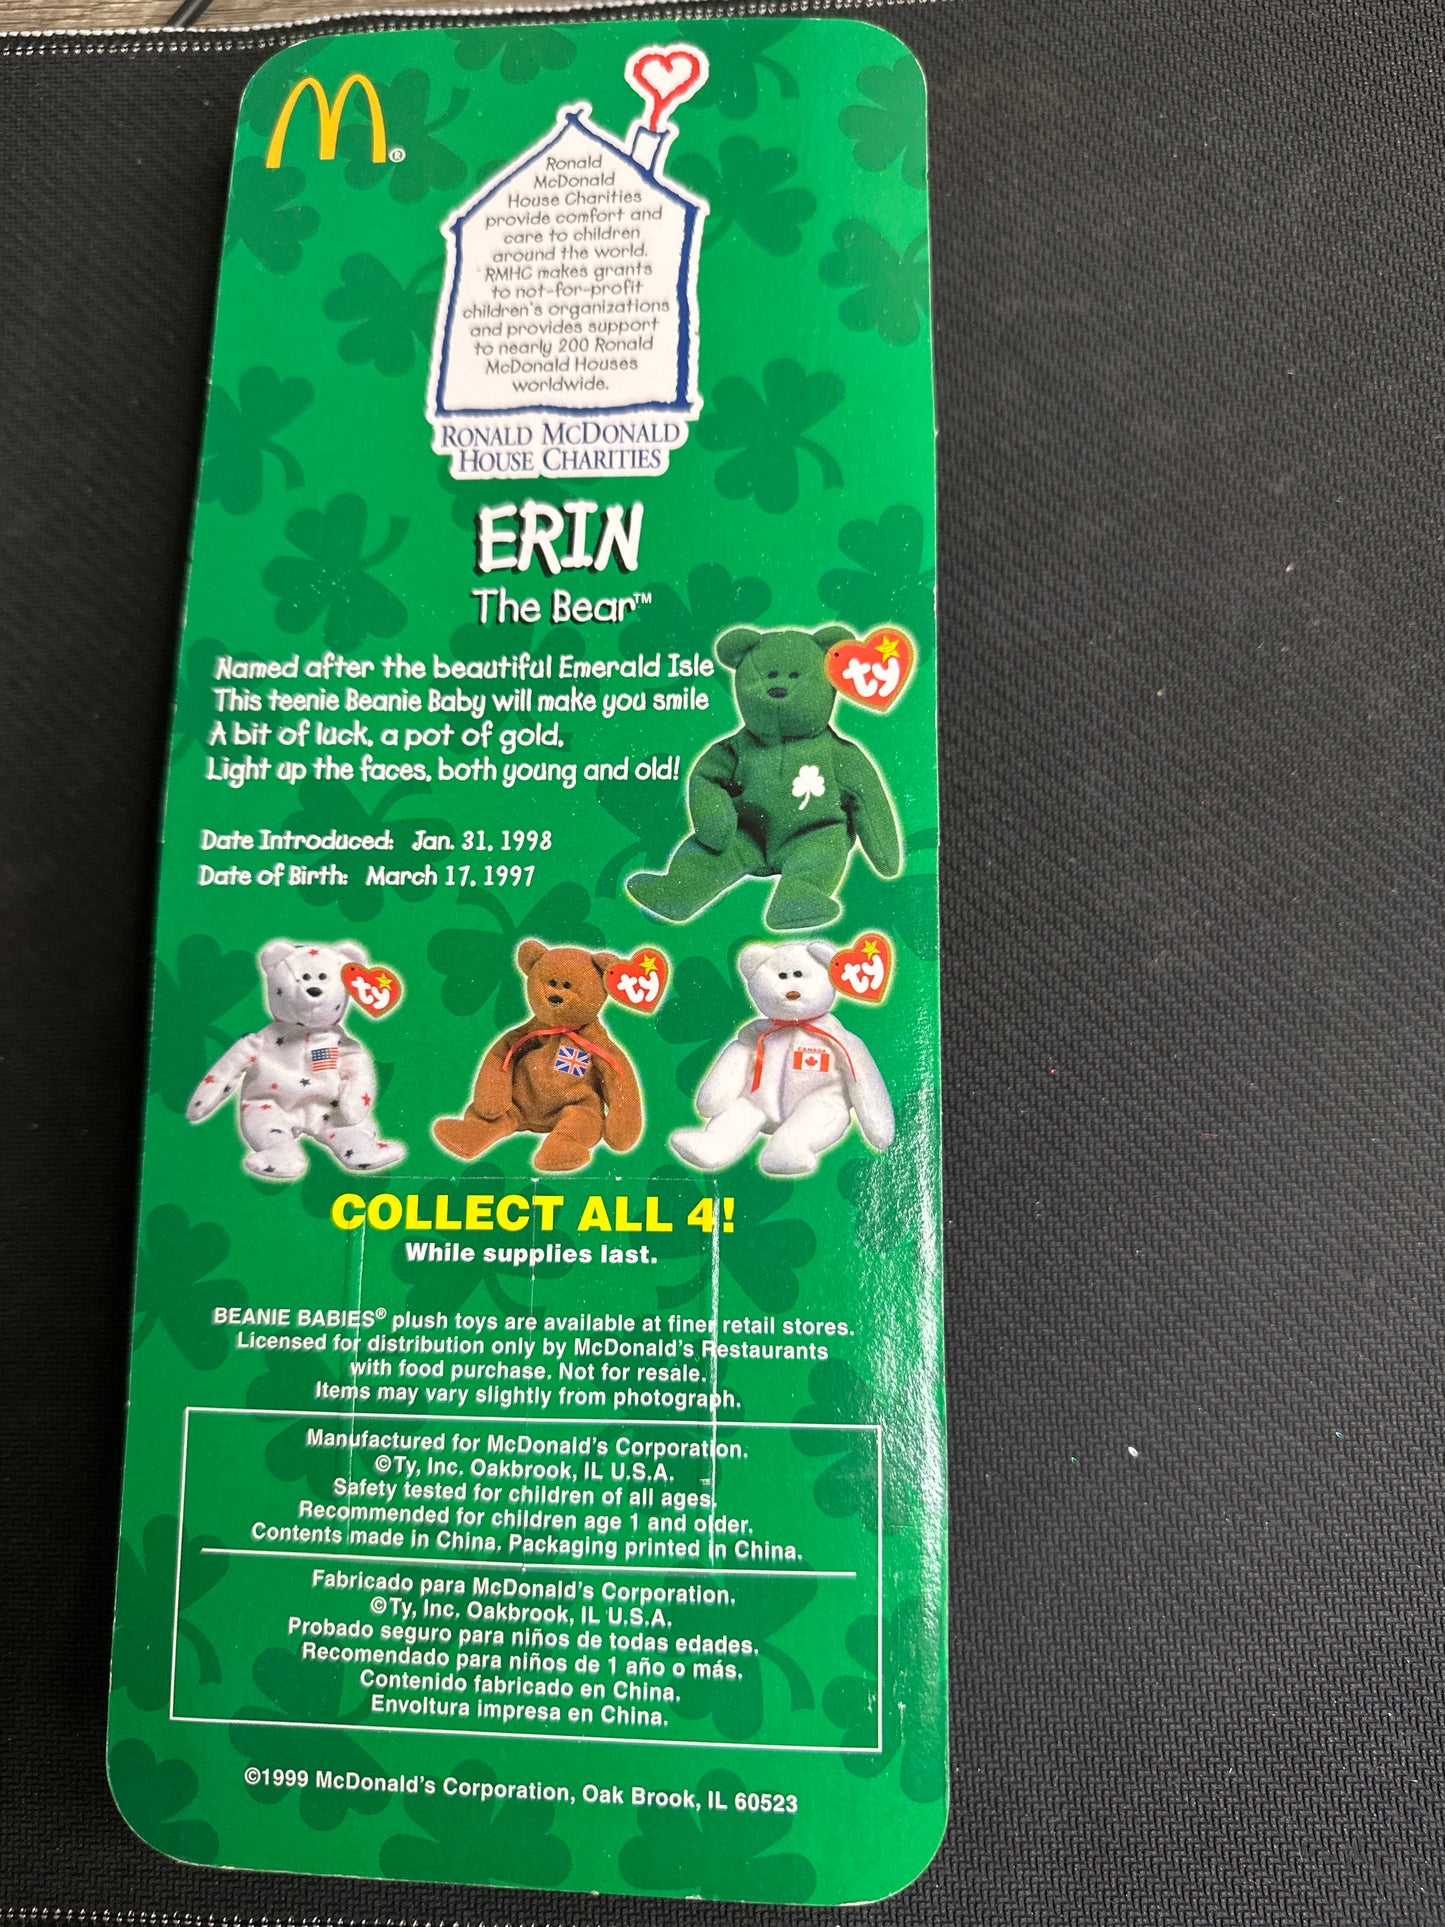 M®
Ronald
McDonald
House Charities
provide comfort and
care to children
around the world.
RMHC makes grants
to not-for-profit
children's organizations
and provides support
to nearly 200 Ronald
McDonald Houses
worldwide.
RONALD MCDONALD
HOUSE CHARITIES
ERIN
The Bear™
Named after the beautiful Emerald Isle
This teenie Beanie Baby will make you smile
A bit of luck, a pot of gold,
Light up the faces, both young and old!
ty
Date Introduced: Jan. 31, 1998
Date of Birth: March 17, 1997
ty
ty
ty
CANADA
COLLECT ALL 4!
While supplies last.
BEANIE BABIES® plush toys are available at finer retail stores.
Licensed for distribution only by McDonald's Restaurants
with food purchase. Not for resale.
Items may vary slightly from photograph.
Manufactured for McDonald's Corporation.
©Ty, Inc. Oakbrook, IL U.S.A.
Safety tested for children of all ages.
Recommended for children age 1 and older.
Contents made in China. Packaging printed in China.
Fabricado para McDonald's Corporation.
©Ty, Inc. Oakbrook, IL U.S.A.
Probado seguro para niños de todas edades.
Recomendado para niños de 1 año o más.
Contenido fabricado en China.
Envoltura impresa en China.
©1999 McDonald's Corporation, Oak Brook, IL 60523